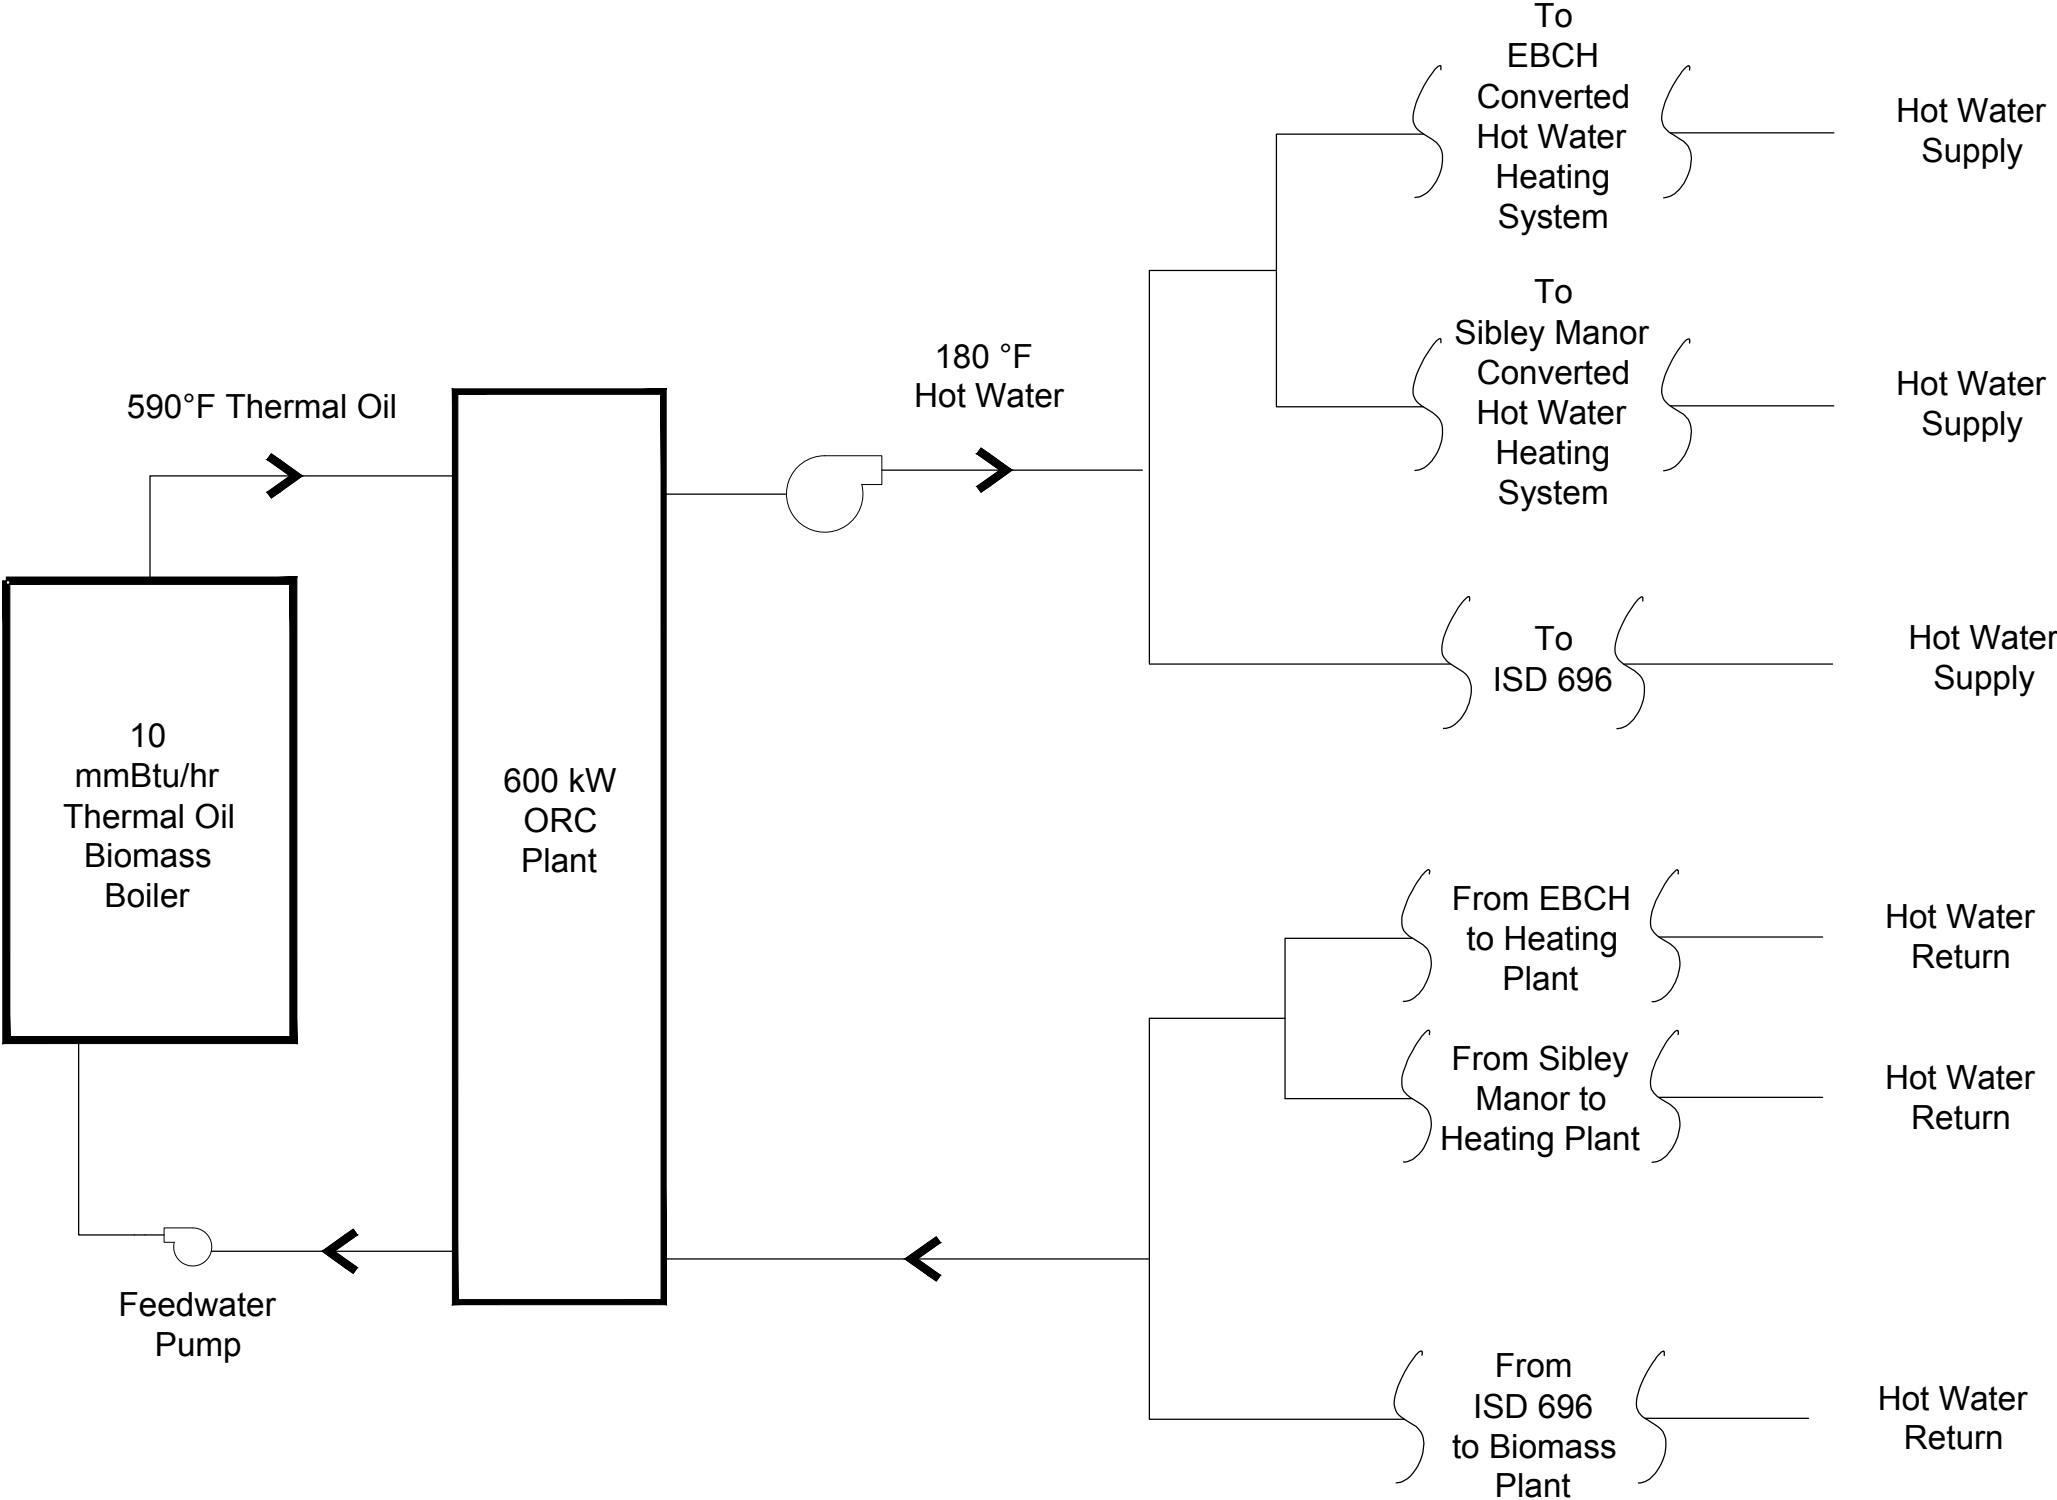 To
EBCH
Converted
Hot Water
Heating
System
Hot Water
Supply
To
Sibley Manor
Converted
Hot Water
Heating
System
Hot Water
Supply
180 °F
Hot Water
590°F Thermal Oil
To
ISD 696
Hot Water
Supply
10
mmBtu/hr
Thermal Oil
Biomass
Boiler
600 kW
ORC
Plant
From EBCH
to Heating
Plant
Hot Water
Return
From Sibley
Manor to
Heating Plant
Hot Water
Return
Feedwater
Pump
From
ISD 696
to Biomass
Plant
Hot Water
Return